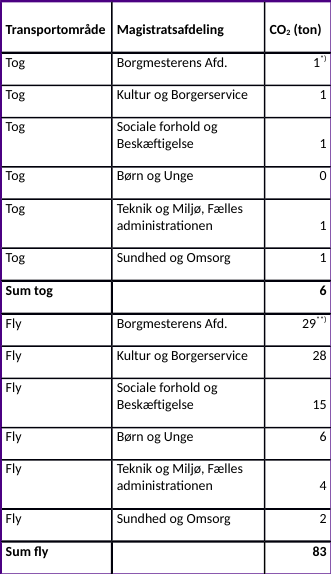 Transportområde Magistratsafdeling CO₂ (ton)
Tog Borgmesterens Afd. 1*)
Tog Kultur og Borgerservice 1
Tog Sociale forhold og
Beskæftigelse 1
Tog Børn og Unge 0
Tog Teknik og Miljø, Fælles
administrationen 1
Tog Sundhed og Omsorg 1
Sum tog 6
Fly Borgmesterens Afd. 29**)
Fly Kultur og Borgerservice 28
Fly Sociale forhold og
Beskæftigelse 15
Fly Børn og Unge 6
Fly Teknik og Miljø, Fælles
administrationen 4
Fly Sundhed og Omsorg 2
Sum fly 83